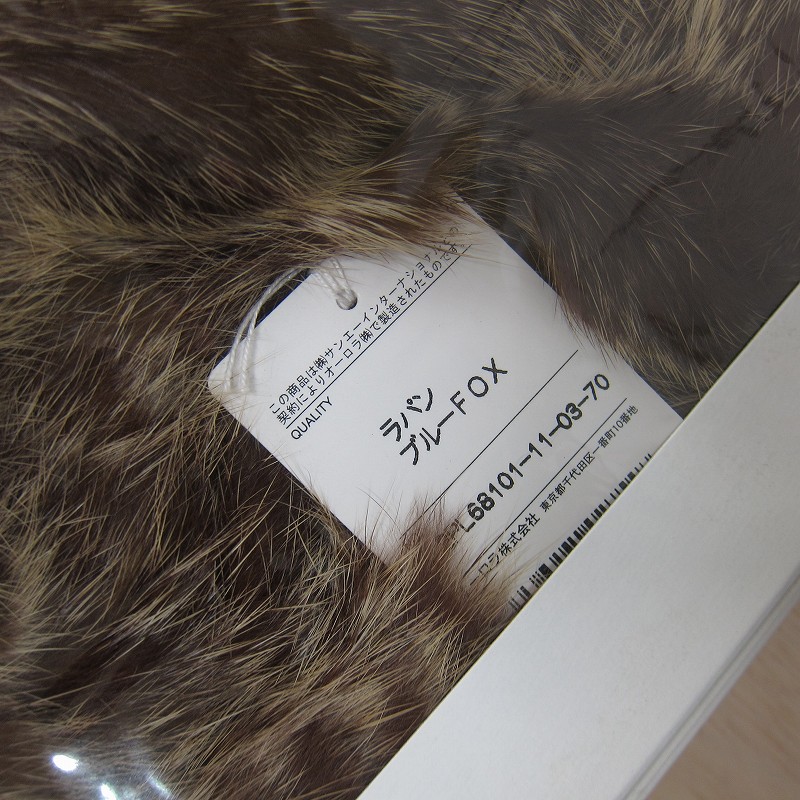 この商品は㈱サンエーインターナショナルとの
契約によりオーロラ㈱で製造されたものです
QUALITY
ラパン
ブルーFOX
L68101-11-03-70
ロラ株式会社 東京都千代田区一番町10番地